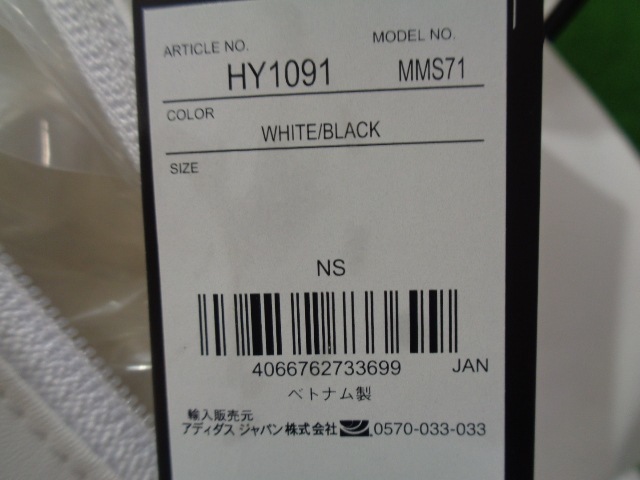 ARTICLE NO. MODEL NO.
HY1091 MMS71
COLOR
WHITE/BLACK
SIZE
NS
4066762733699 JAN
ベトナム製
輸入販売元
アディダス ジャパン株式会社 0570-033-033